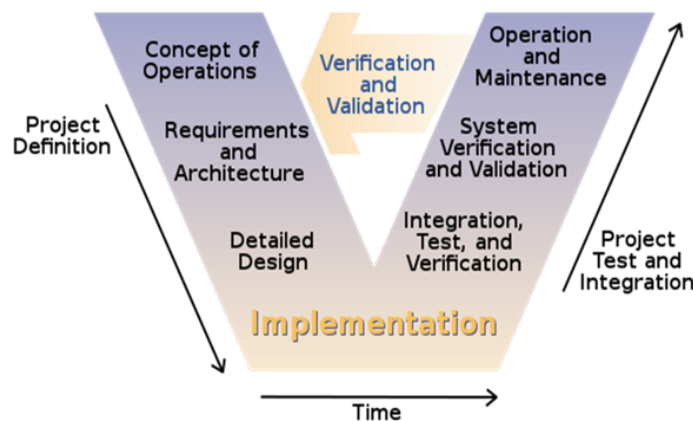 Concept of
Operations
Verification
and
Validation
Operation
and
Maintenance
Project
Definition
Requirements
and
Architecture
System
Verification
and Validation
Detailed
Design
Integration,
Test, and
Verification
Project
Test and
Integration
Implementation
Time